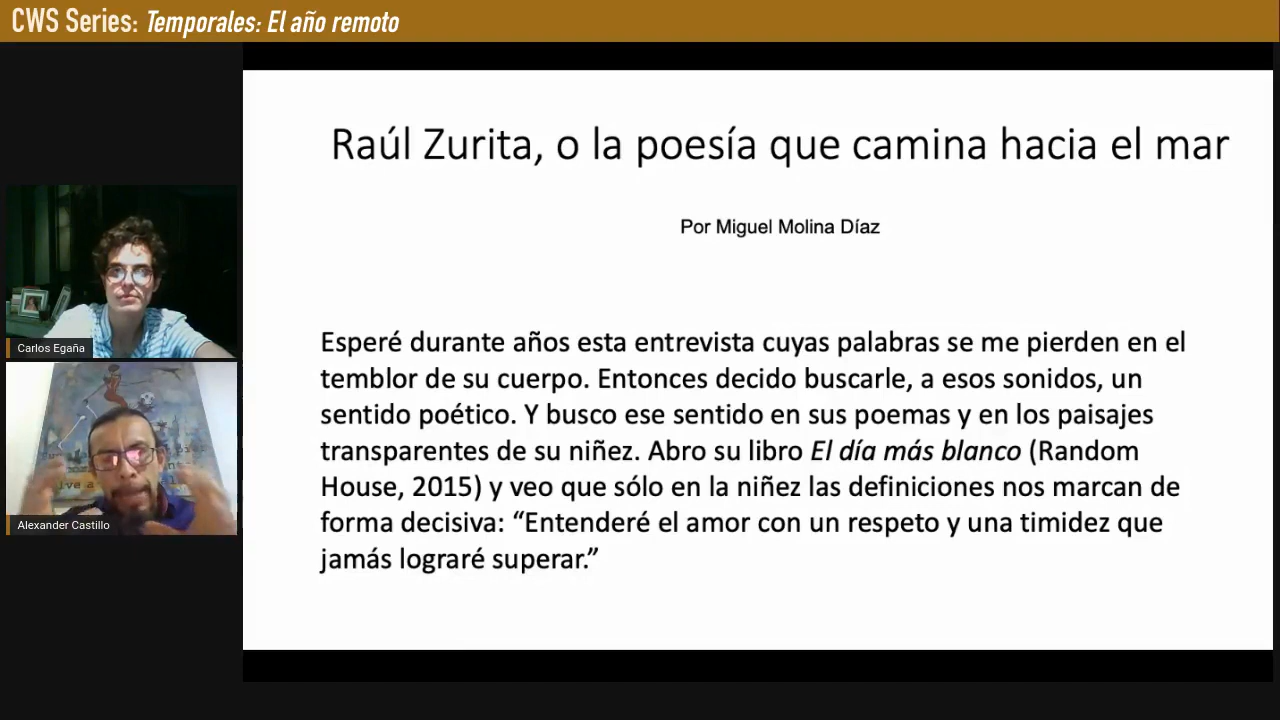 CWS Series: Temporales: El año remoto
Raúl Zurita, o la poesía que camina hacia el mar
Por Miguel Molina Díaz
Esperé durante años esta entrevista cuyas palabras se me pierden en el
temblor de su cuerpo. Entonces decido buscarle, a esos sonidos, un
sentido poético. Y busco ese sentido en sus poemas y en los paisajes
transparentes de su niñez. Abro su libro El día más blanco (Random
House, 2015) y veo que sólo en la niñez las definiciones nos marcan de
forma decisiva: “Entenderé el amor con un respeto y una timidez que
jamás lograré superar.”
Carlos Egaña
Alexander Castillo